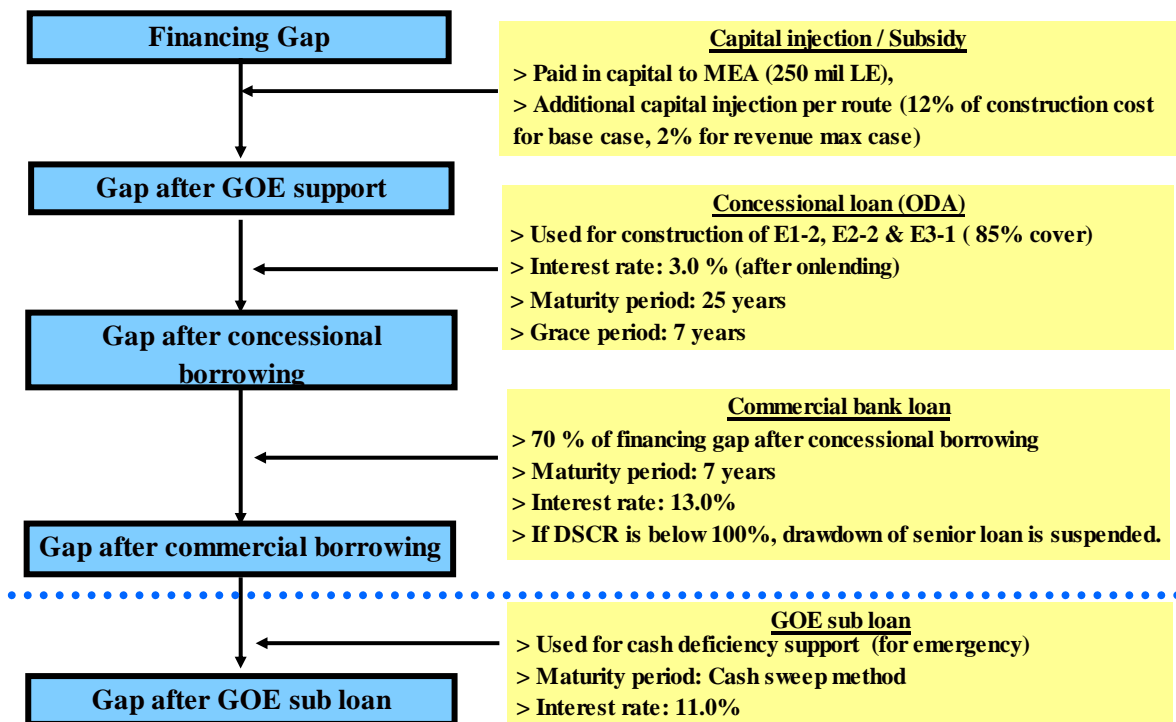 Financing Gap
Capital injection / Subsidy
> Paid in capital to MEA (250 mil LE),
> Additional capital injection per route (12% of construction cost
for base case, 2% for revenue max case)
Gap after GOE support
Concessional loan (ODA)
> Used for construction of E1-2, E2-2 & E3-1 ( 85% cover)
> Interest rate: 3.0 % (after onlending)
> Maturity period: 25 years
> Grace period: 7 years
Gap after concessional
borrowing
Commercial bank loan
> 70 % of financing gap after concessional borrowing
> Maturity period: 7 years
> Interest rate: 13.0%
> If DSCR is below 100%, drawdown of senior loan is suspended.
Gap after commercial borrowing
GOE sub loan
> Used for cash deficiency support (for emergency)
> Maturity period: Cash sweep method
> Interest rate: 11.0%
Gap after GOE sub loan